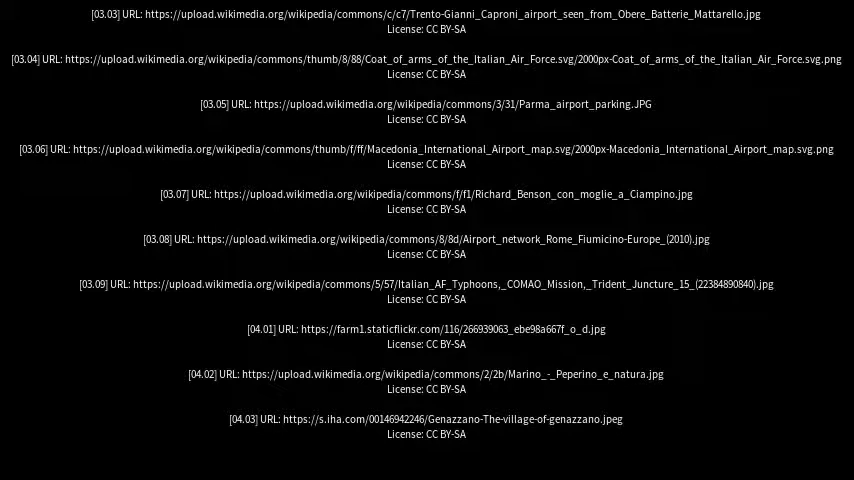 [03.03] URL: https://upload.wikimedia.org/wikipedia/commons/c/c7/Trento-Gianni_Caproni_airport_seen_from_Obere_Batterie_Mattarello.jpg
License: CC BY-SA
[03.04] URL: https://upload.wikimedia.org/wikipedia/commons/thumb/8/88/Coat_of_arms_of_the_Italian_Air_Force.svg/2000px-Coat_of_arms_of_the_Italian_Air_Force.svg.png
License: CC BY-SA
[03.05] URL: https://upload.wikimedia.org/wikipedia/commons/3/31/Parma_airport_parking.JPG
License: CC BY-SA
[03.06] URL: https://upload.wikimedia.org/wikipedia/commons/thumb/f/ff/Macedonia_International_Airport_map.svg/2000px-Macedonia_International_Airport_map.svg.png
License: CC BY-SA
[03.07] URL: https://upload.wikimedia.org/wikipedia/commons/f/f1/Richard_Benson_con_moglie_a_Ciampino.jpg
License: CC BY-SA
[03.08] URL: https://upload.wikimedia.org/wikipedia/commons/8/8d/Airport_network_Rome_Fiumicino-Europe_(2010).jpg
License: CC BY-SA
[03.09] URL: https://upload.wikimedia.org/wikipedia/commons/5/57/Italian_AF_Typhoons,_COMAO_Mission,_Trident_Juncture_15_(22384890840).jpg
License: CC BY-SA
[04.01] URL: https://farm1.staticflickr.com/116/266939063_ebe98a667f_o_d.jpg
License: CC BY-SA
[04.02] URL: https://upload.wikimedia.org/wikipedia/commons/2/2b/Marino_-_Peperino_e_natura.jpg
License: CC BY-SA
[04.03] URL: https://s.iha.com/00146942246/Genazzano-The-village-of-genazzano.jpeg
License: CC BY-SA